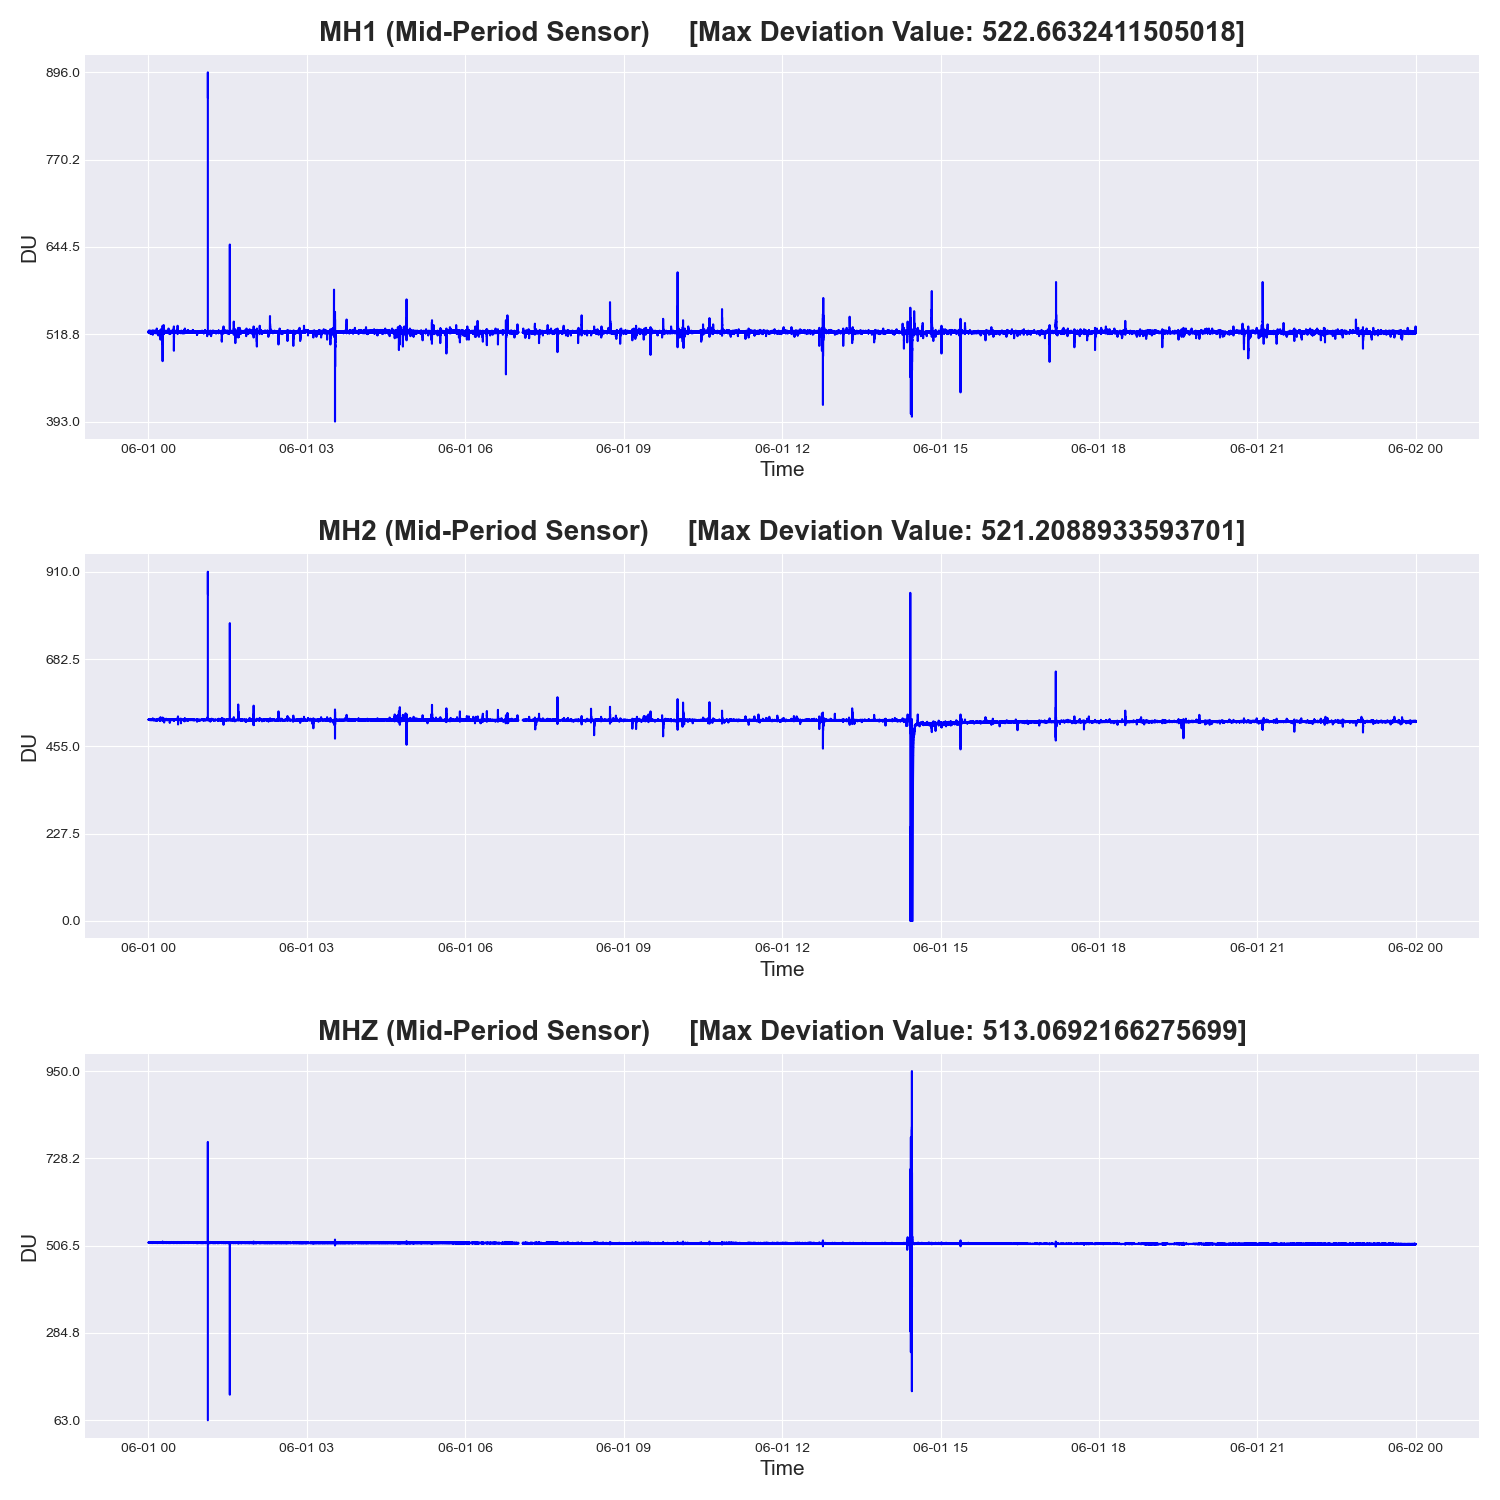 MH1 (Mid-Period Sensor) [Max Deviation Value: 522.6632411505018]
896.0
770.2
644.5
518.8
393.0
DU
06-01 00 06-01 03 06-01 06 06-01 09 06-01 12 06-01 15 06-01 18 06-01 21 06-02 00
Time
MH2 (Mid-Period Sensor) [Max Deviation Value: 521.2088933593701]
910.0
682.5
455.0
227.5
0.0
DU
06-01 00 06-01 03 06-01 06 06-01 09 06-01 12 06-01 15 06-01 18 06-01 21 06-02 00
Time
MHZ (Mid-Period Sensor) [Max Deviation Value: 513.0692166275699]
950.0
728.2
506.5
284.8
63.0
DU
06-01 00 06-01 03 06-01 06 06-01 09 06-01 12 06-01 15 06-01 18 06-01 21 06-02 00
Time